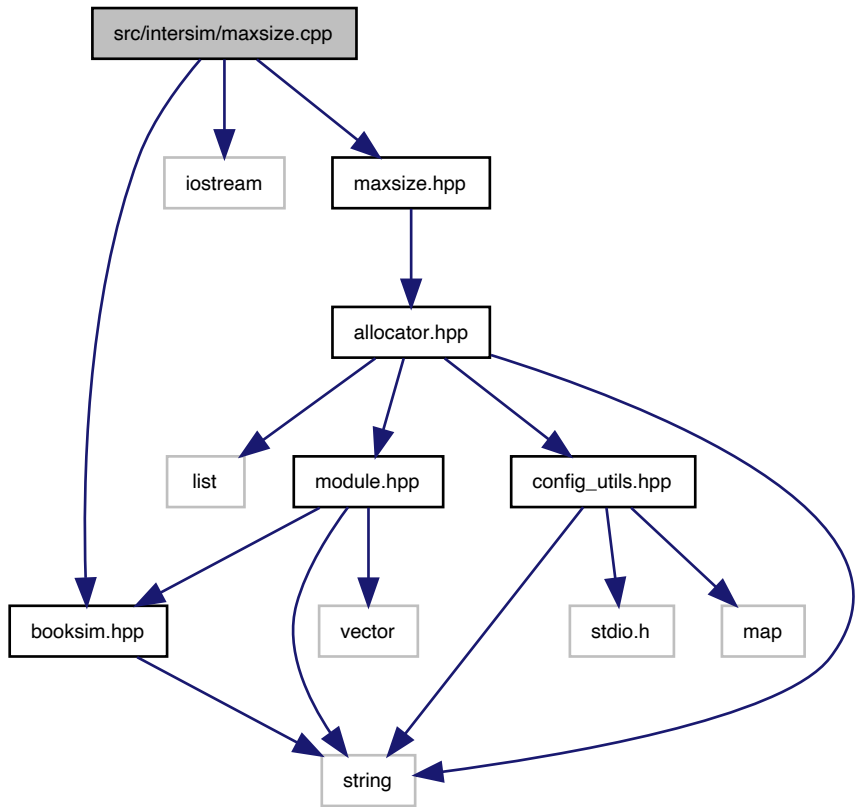 src/intersim/maxsize.cpp
iostream
maxsize.hpp
allocator.hpp
list
module.hpp
config_utils.hpp
booksim.hpp
vector
stdio.h
map
string